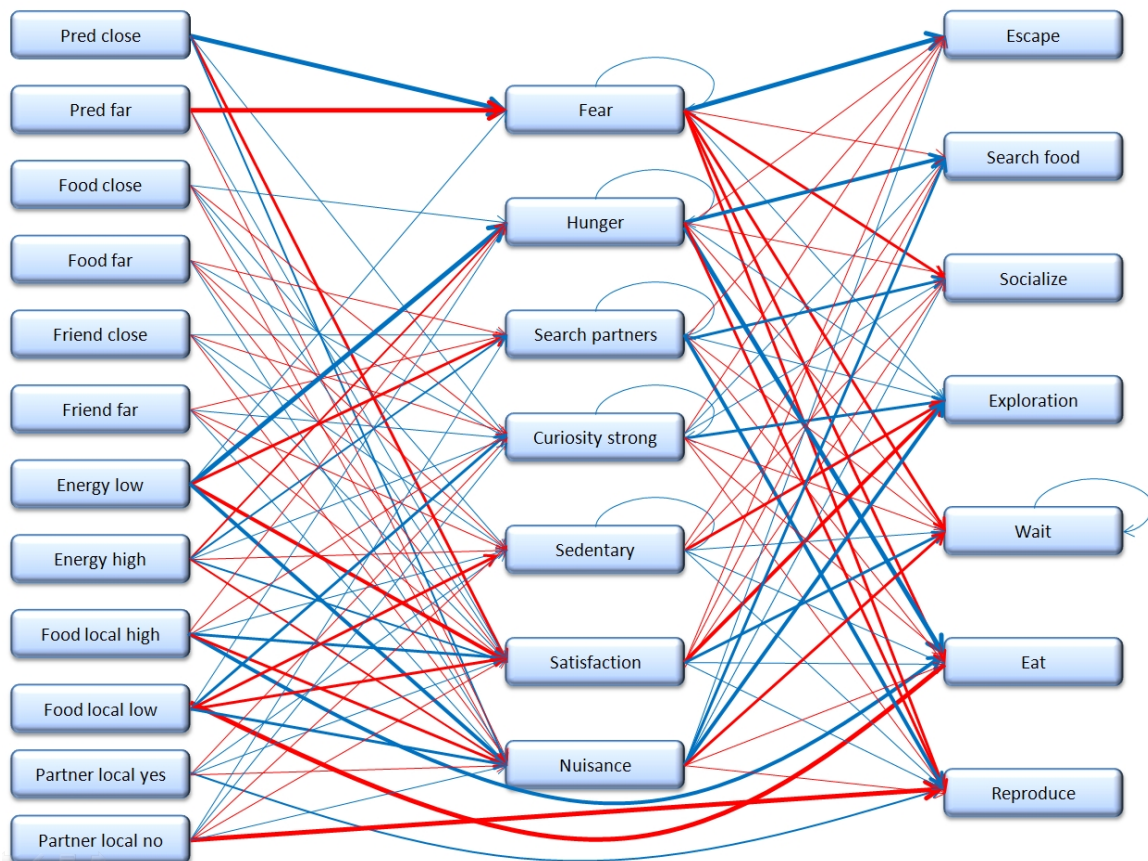 Pred close
Pred far
Food close
Food far
Friend close
Friend far
Energy low
Energy high
Food local high
Food local low
Partner local yes
Partner local no
Fear
Hunger
Search partners
Curiosity strong
Sedentary
Satisfaction
Nuisance
Escape
Search food
Socialize
Exploration
Wait
Eat
Reproduce